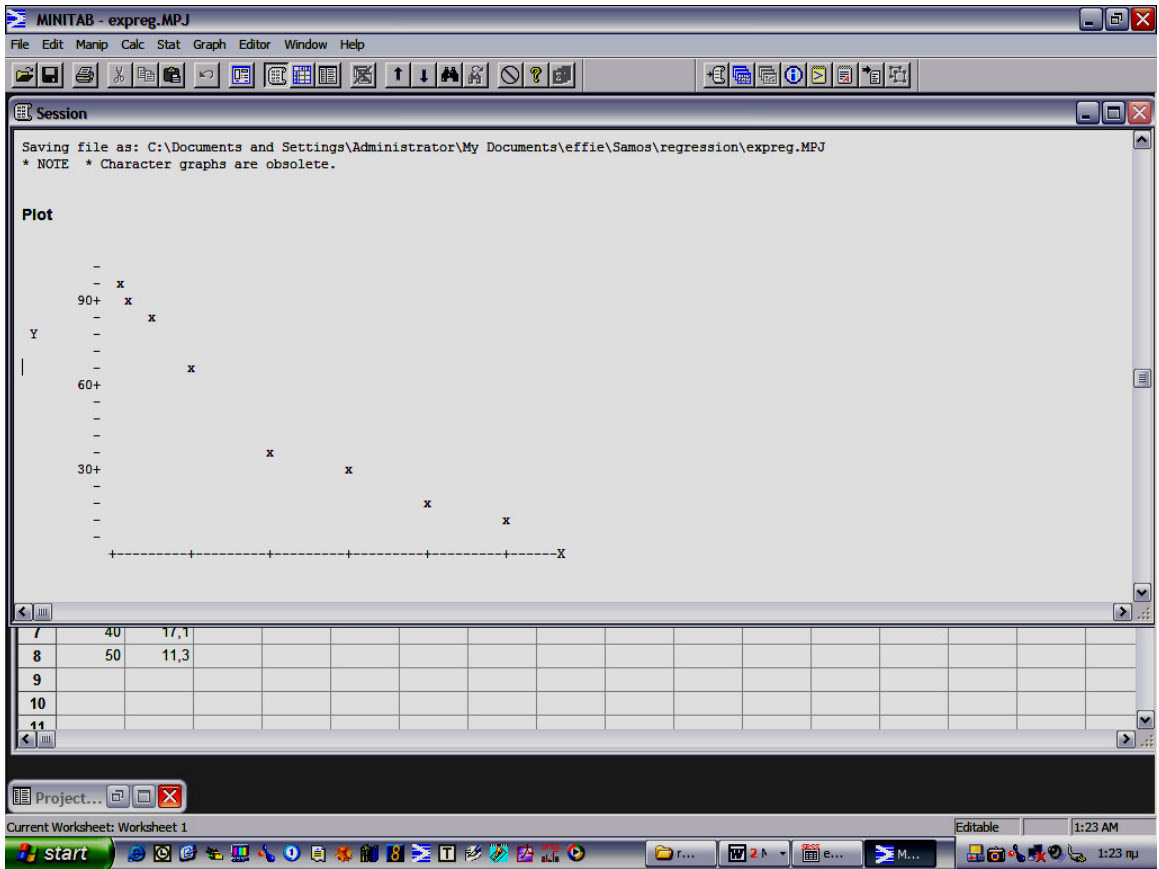 MINITAB - expreg.MPJ
File Edit Manip Calc Stat Graph Editor Window Help
Session
Saving file as: C:\Documents and Settings\Administrator\My Documents\effie\Samos\regression\expreg.MPJ
* NOTE * Character graphs are obsolete.
Plot
-
- x
90+ x
- x
Y -
-
- x
60+
-
-
-
- x
30+ x
-
- x
- x
-
+---------+---------+---------+---------+---------+------X
7 40 17,1
8 50 11,3
9
10
11
Project...
Current Worksheet: Worksheet 1 Editable 1:23 AM
start r... 2 e... M... 1:23 πμ